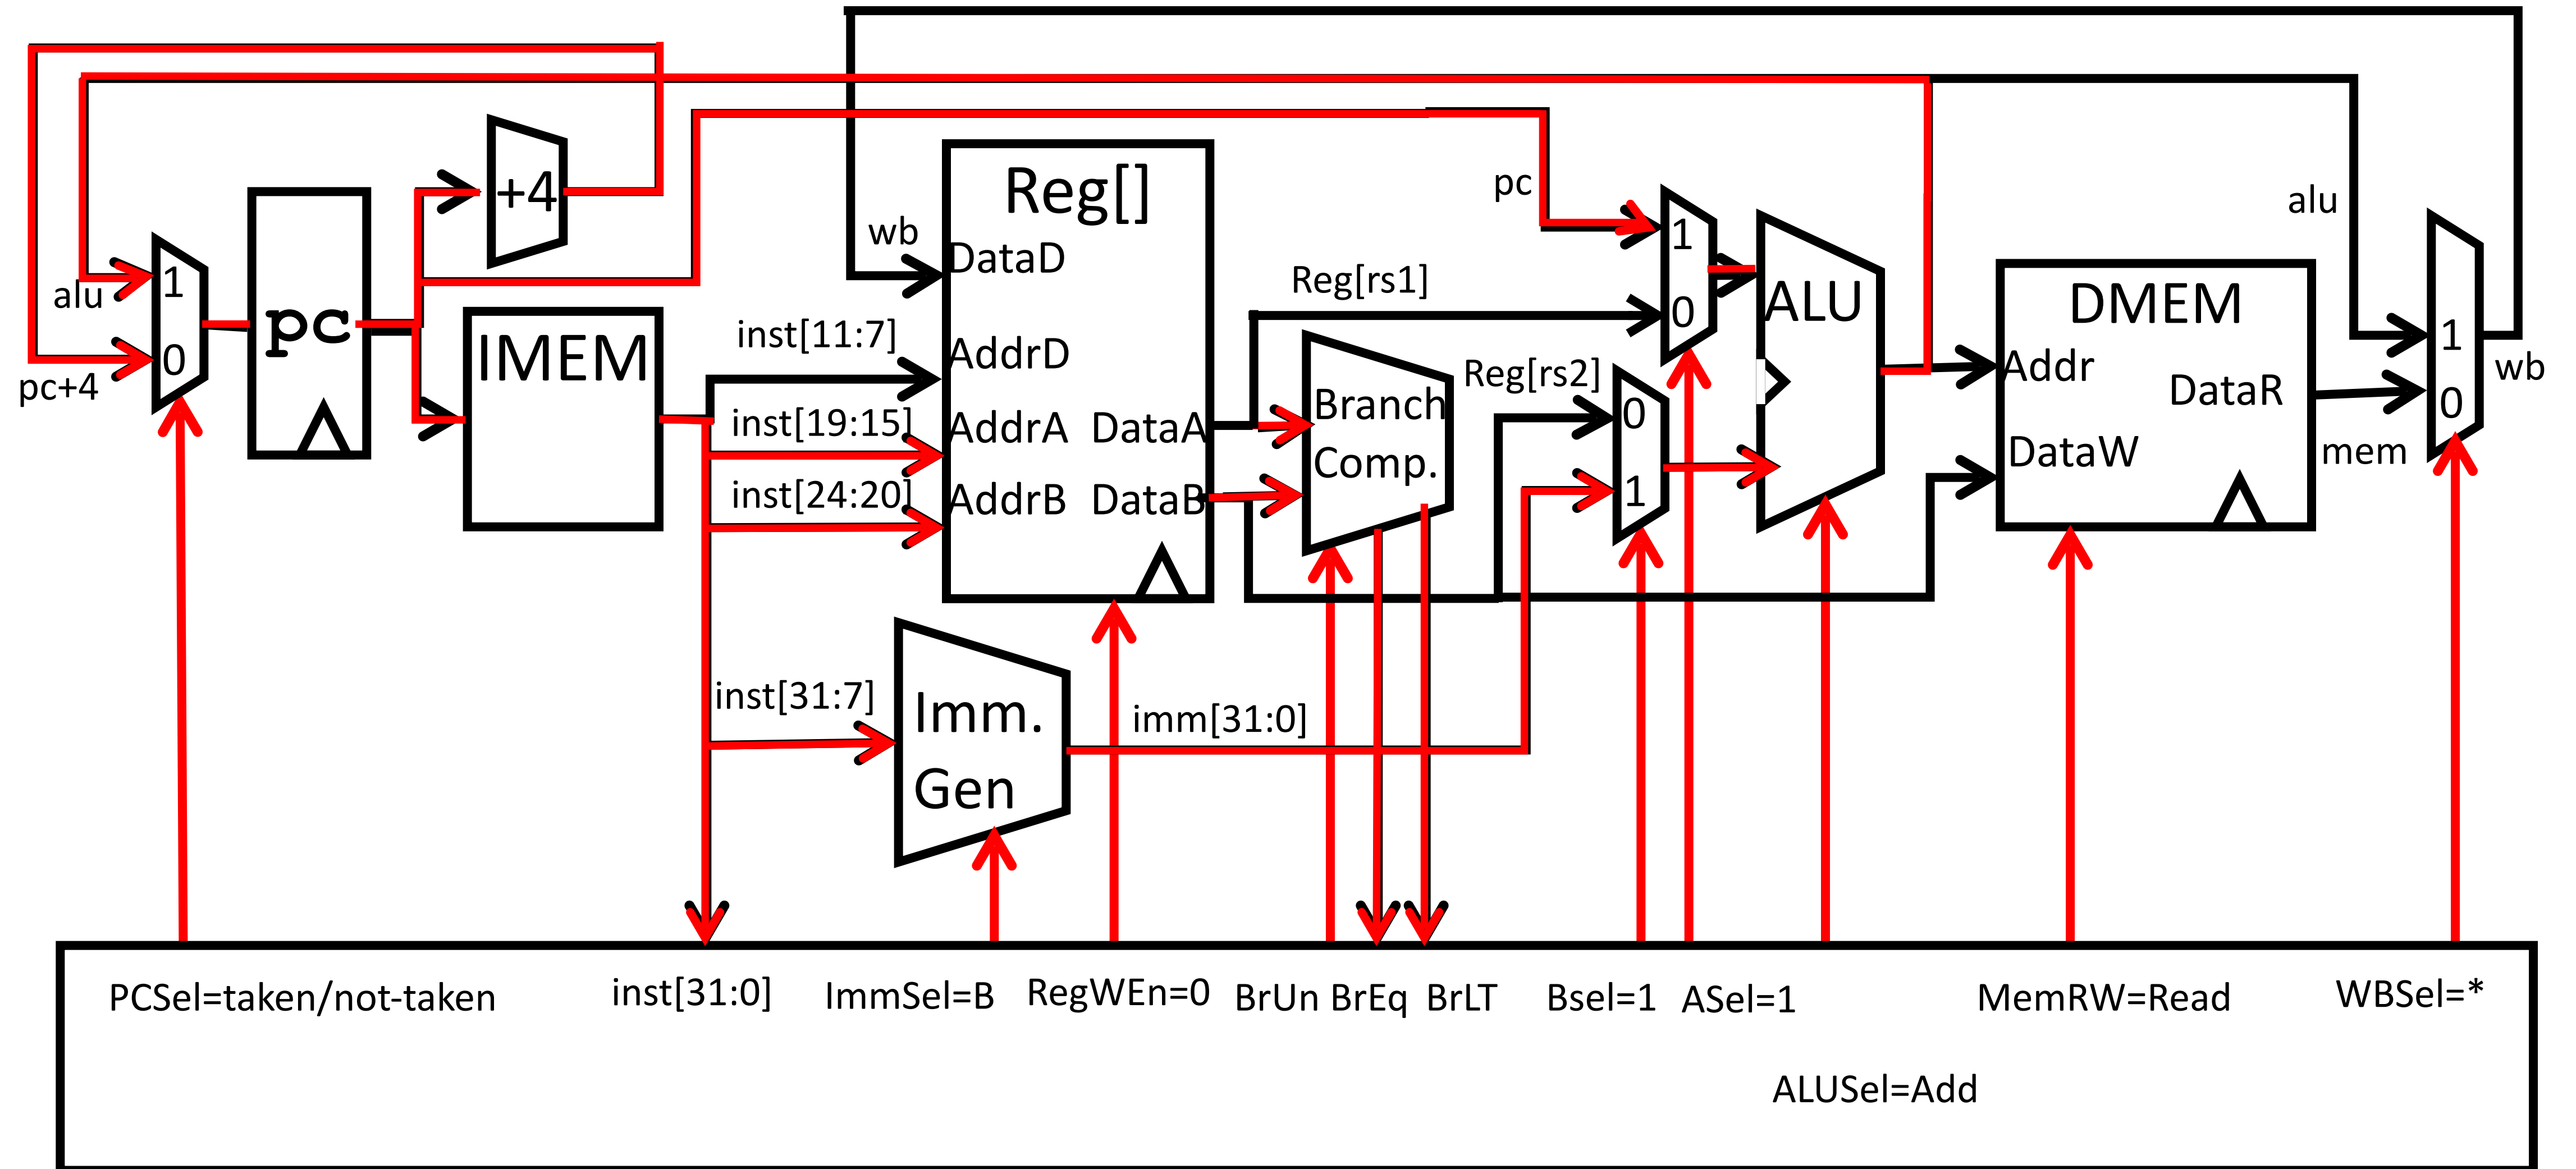 Reg[]
+4
pc
alu
wb
DataD
1
1
Reg[rs1]
ALU
DMEM
alu
1
pc
IMEM
inst[11:7]
AddrD
0
0
pc+4
Reg[rs2]
Addr
DataR
1
wb
Branch
Comp.
0
0
inst[19:15]
AddrA
DataA
inst[24:20]
AddrB
DataB
1
DataW
mem
inst[31:7]
Imm.
Gen
imm[31:0]
PCSel=taken/not-taken
inst[31:0]
ImmSel=B
RegWEn=0
BrUn
BrEq
BrLT
Bsel=1
ASel=1
MemRW=Read
WBSel=*
ALUSel=Add